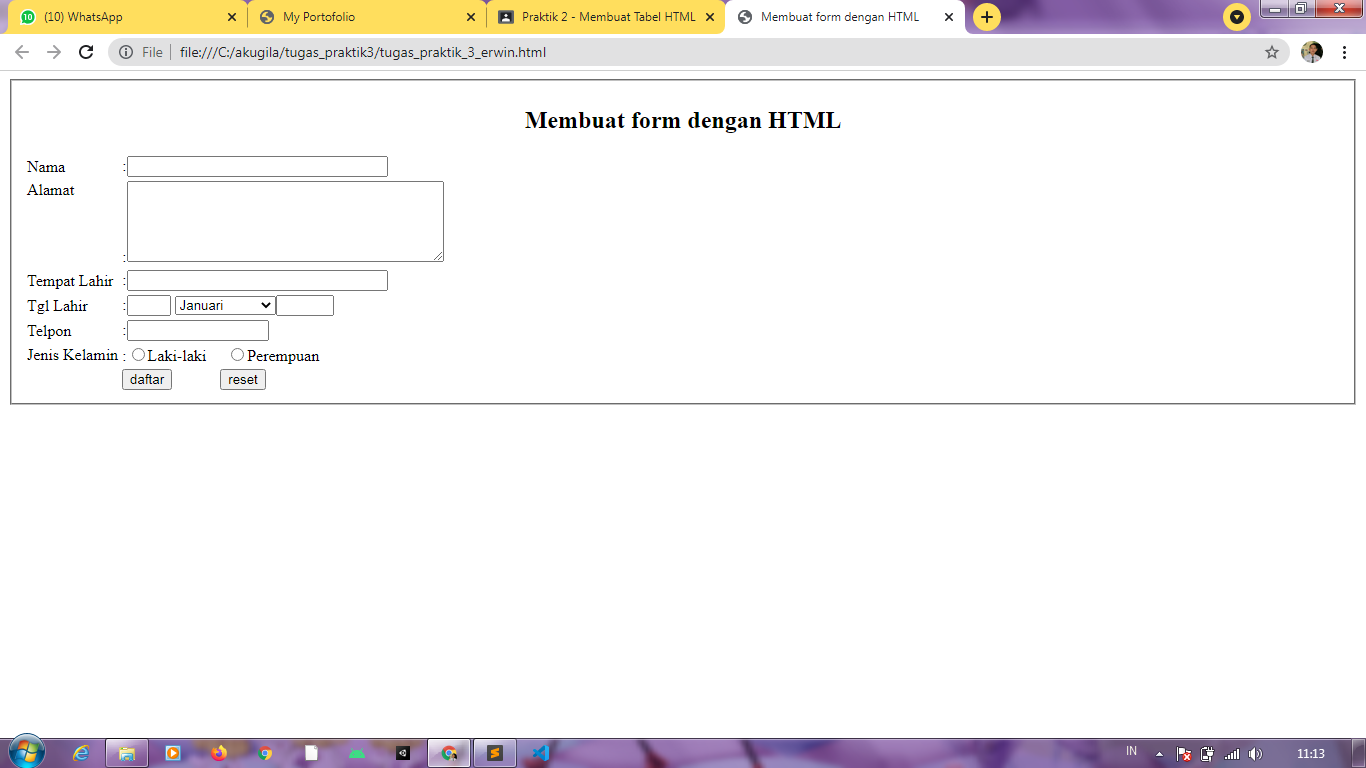 10 (10) WhatsApp My Portofolio Praktik 2 - Membuat Tabel HTML Membuat form dengan HTML
File file:///C:/akugila/tugas_praktik3/tugas_praktik_3_erwin.html
Membuat form dengan HTML
Nama :
Alamat :
Tempat Lahir :
Tgl Lahir : Januari
Telpon :
Jenis Kelamin : Laki-laki Perempuan
daftar reset
IN 11:13